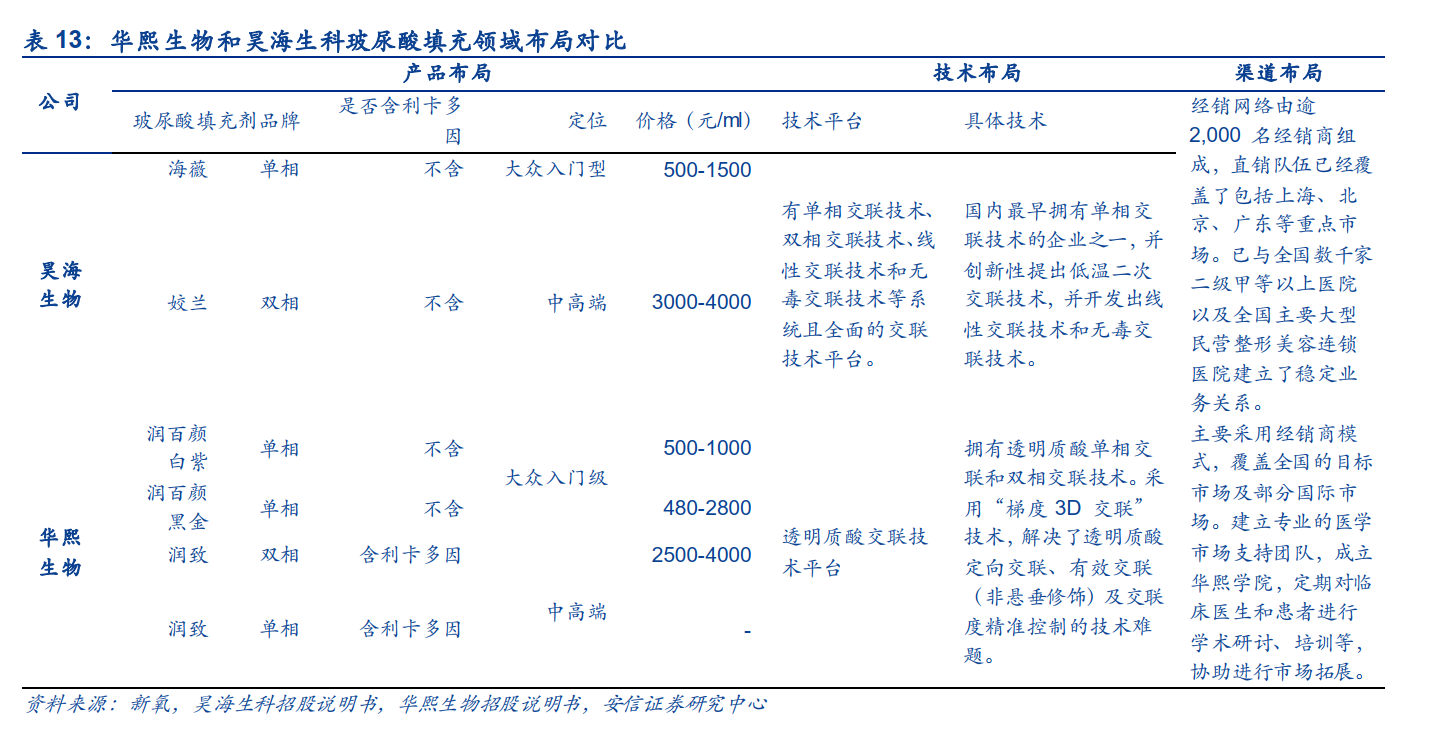 表 13：华熙生物和昊海生科玻尿酸填充领域布局对比
公司
产品布局
技术布局
渠道布局
玻尿酸填充剂品牌
是否含利卡多
因
定位
价格（元/ml）
技术平台
具体技术
经销网络由逾
2,000 名经销商组
成，直销队伍已经覆
盖了包括上海、北
京、广东等重点市
场。已与全国数千家
二级甲等以上医院
以及全国主要大型
民营整形美容连锁
医院建立了稳定业
务关系。
昊海
生物
海薇 单相 不含 大众入门型 500-1500
姣兰 双相 不含 中高端 3000-4000
有单相交联技术、
双相交联技术、线
性交联技术和无
毒交联技术等系
统且全面的交联
技术平台。
国内最早拥有单相交
联技术的企业之一，并
创新性提出低温二次
交联技术，并开发出线
性交联技术和无毒交
联技术。
华熙
生物
润百颜
白紫
单相 不含 500-1000
大众入门级
润百颜
黑金
单相 不含 480-2800
润致 双相 含利卡多因 2500-4000
中高端
润致 单相 含利卡多因 -
透明质酸交联技
术平台
拥有透明质酸单相交
联和双相交联技术。采
用“梯度 3D 交联”
技术，解决了透明质酸
定向交联、有效交联
（非悬垂修饰）及交联
度精准控制的技术难
题。
主要采用经销商模
式，覆盖全国的目标
市场及部分国际市
场。建立专业的医学
市场支持团队，成立
华熙学院，定期对临
床医生和患者进行
学术研讨、培训等，
协助进行市场拓展。
资料来源：新氧，昊海生科招股说明书，华熙生物招股说明书，安信证券研究中心